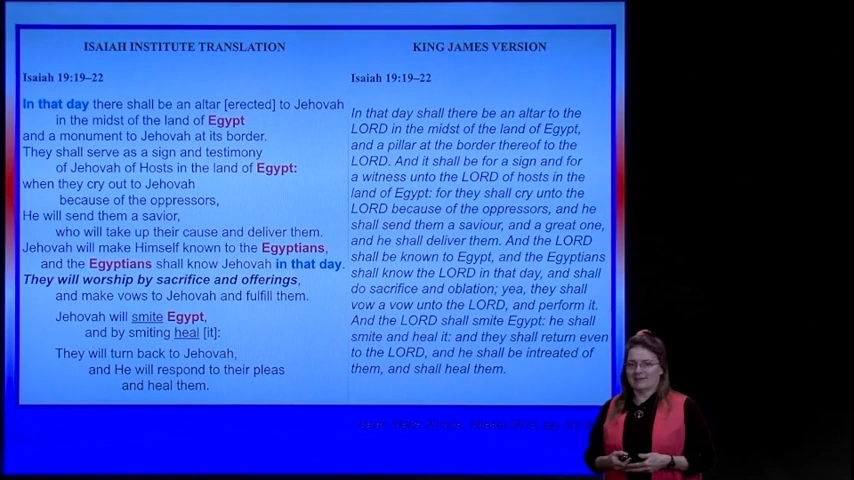 ISAIAH INSTITUTE TRANSLATION
Isaiah 19:19–22
In that day there shall be an altar [erected] to Jehovah
in the midst of the land of Egypt
and a monument to Jehovah at its border.
They shall serve as a sign and testimony
of Jehovah of Hosts in the land of Egypt:
when they cry out to Jehovah
because of the oppressors,
He will send them a savior,
who will take up their cause and deliver them.
Jehovah will make Himself known to the Egyptians,
and the Egyptians shall know Jehovah in that day.
They will worship by sacrifice and offerings,
and make vows to Jehovah and fulfill them.
Jehovah will smite Egypt,
and by smiting heal [it]:
They will turn back to Jehovah,
and He will respond to their pleas
and heal them.
KING JAMES VERSION
Isaiah 19:19–22
In that day shall there be an altar to the
LORD in the midst of the land of Egypt,
and a pillar at the border thereof to the
LORD. And it shall be for a sign and for
a witness unto the LORD of hosts in the
land of Egypt: for they shall cry unto the
LORD because of the oppressors, and he
shall send them a saviour, and a great one,
and he shall deliver them. And the LORD
shall be known to Egypt, and the Egyptians
shall know the LORD in that day, and shall
do sacrifice and oblation; yea, they shall
vow a vow unto the LORD, and perform it.
And the LORD shall smite Egypt: he shall
smite and heal it: and they shall return even
to the LORD, and he shall be intreated of
them, and shall heal them.